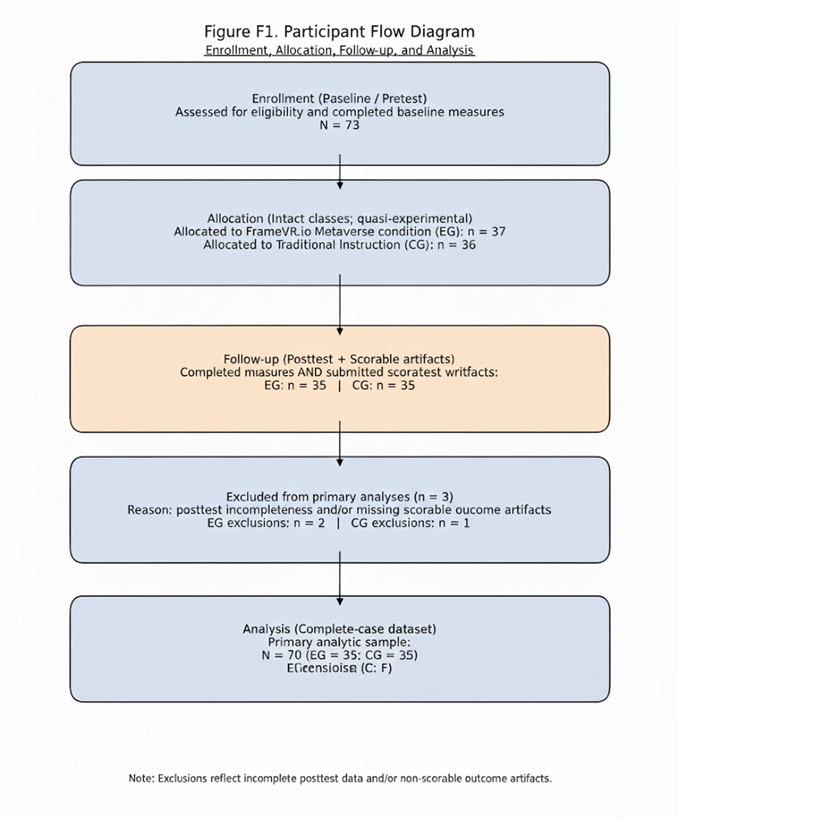 Figure F1. Participant Flow Diagram
Enrollment, Allocation, Follow-up, and Analysis
Enrollment (Baseline / Pretest)
Assessed for eligibility and completed baseline measures
N = 73
Allocation (Intact classes; quasi-experimental)
Allocated to FrameVR.io Metaverse condition (EG): n = 37
Allocated to Traditional Instruction (CG): n = 36
Follow-up (Posttest + Scorable artifacts)
Completed mıasures AND submitted scoratest writfacts:
EG: n = 35 | CG: n = 35
Excluded from primary analyses (n = 3)
Reason: posttest incompleteness and/or missing scorable oucome artifacts
EG exclusions: n = 2 | CG exclusions: n = 1
Analysis (Complete-case dataset)
Primary analytic sample:
N = 70 (EG = 35; CG = 35)
(C: F)
Note: Exclusions reflect incomplete posttest data and/or non-scorable outcome artifacts.